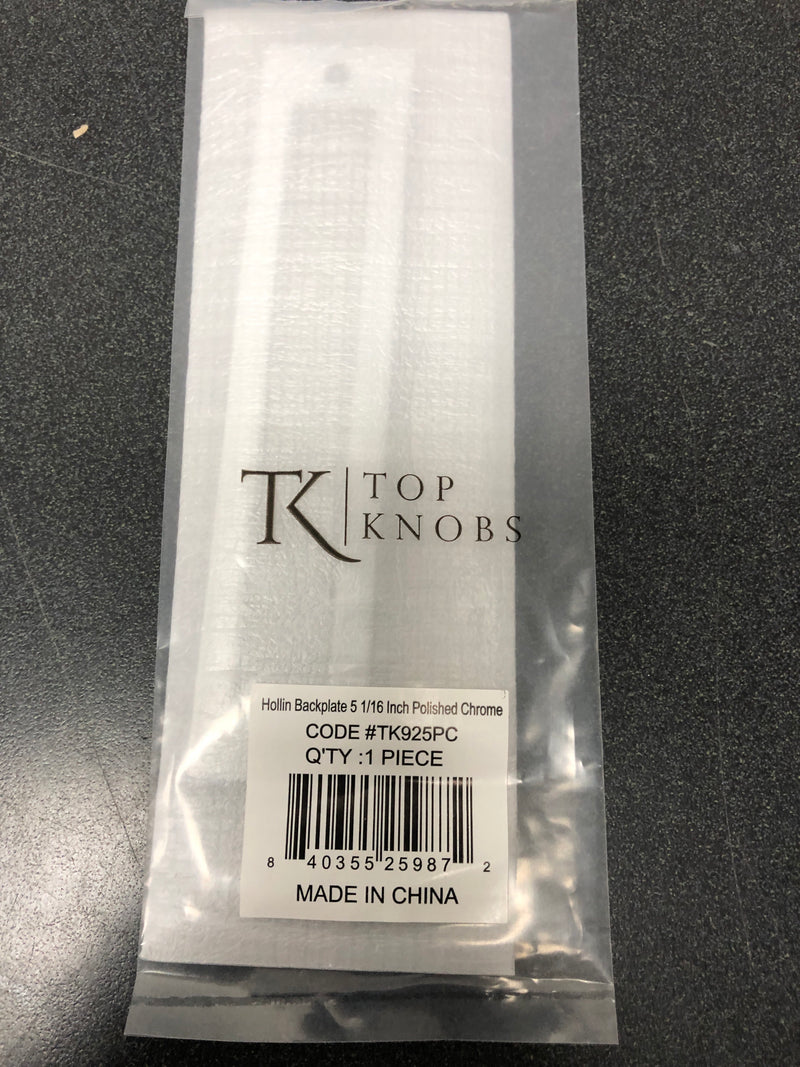 TK
TOP
KNOBS
Hollin Backplate 5 1/16 Inch Polished Chrome
CODE #TK925PC
Q'TY :1 PIECE
8 40355 25987 2
MADE IN CHINA